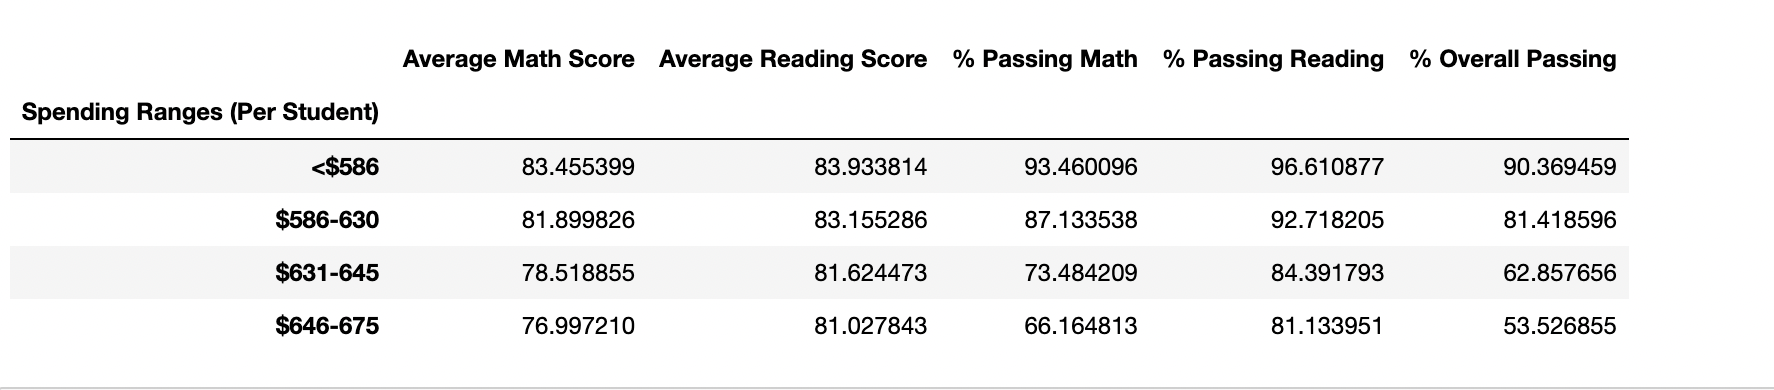 Average Math Score Average Reading Score % Passing Math % Passing Reading % Overall Passing
Spending Ranges (Per Student)
<$586 83.455399 83.933814 93.460096 96.610877 90.369459
$586-630 81.899826 83.155286 87.133538 92.718205 81.418596
$631-645 78.518855 81.624473 73.484209 84.391793 62.857656
$646-675 76.997210 81.027843 66.164813 81.133951 53.526855